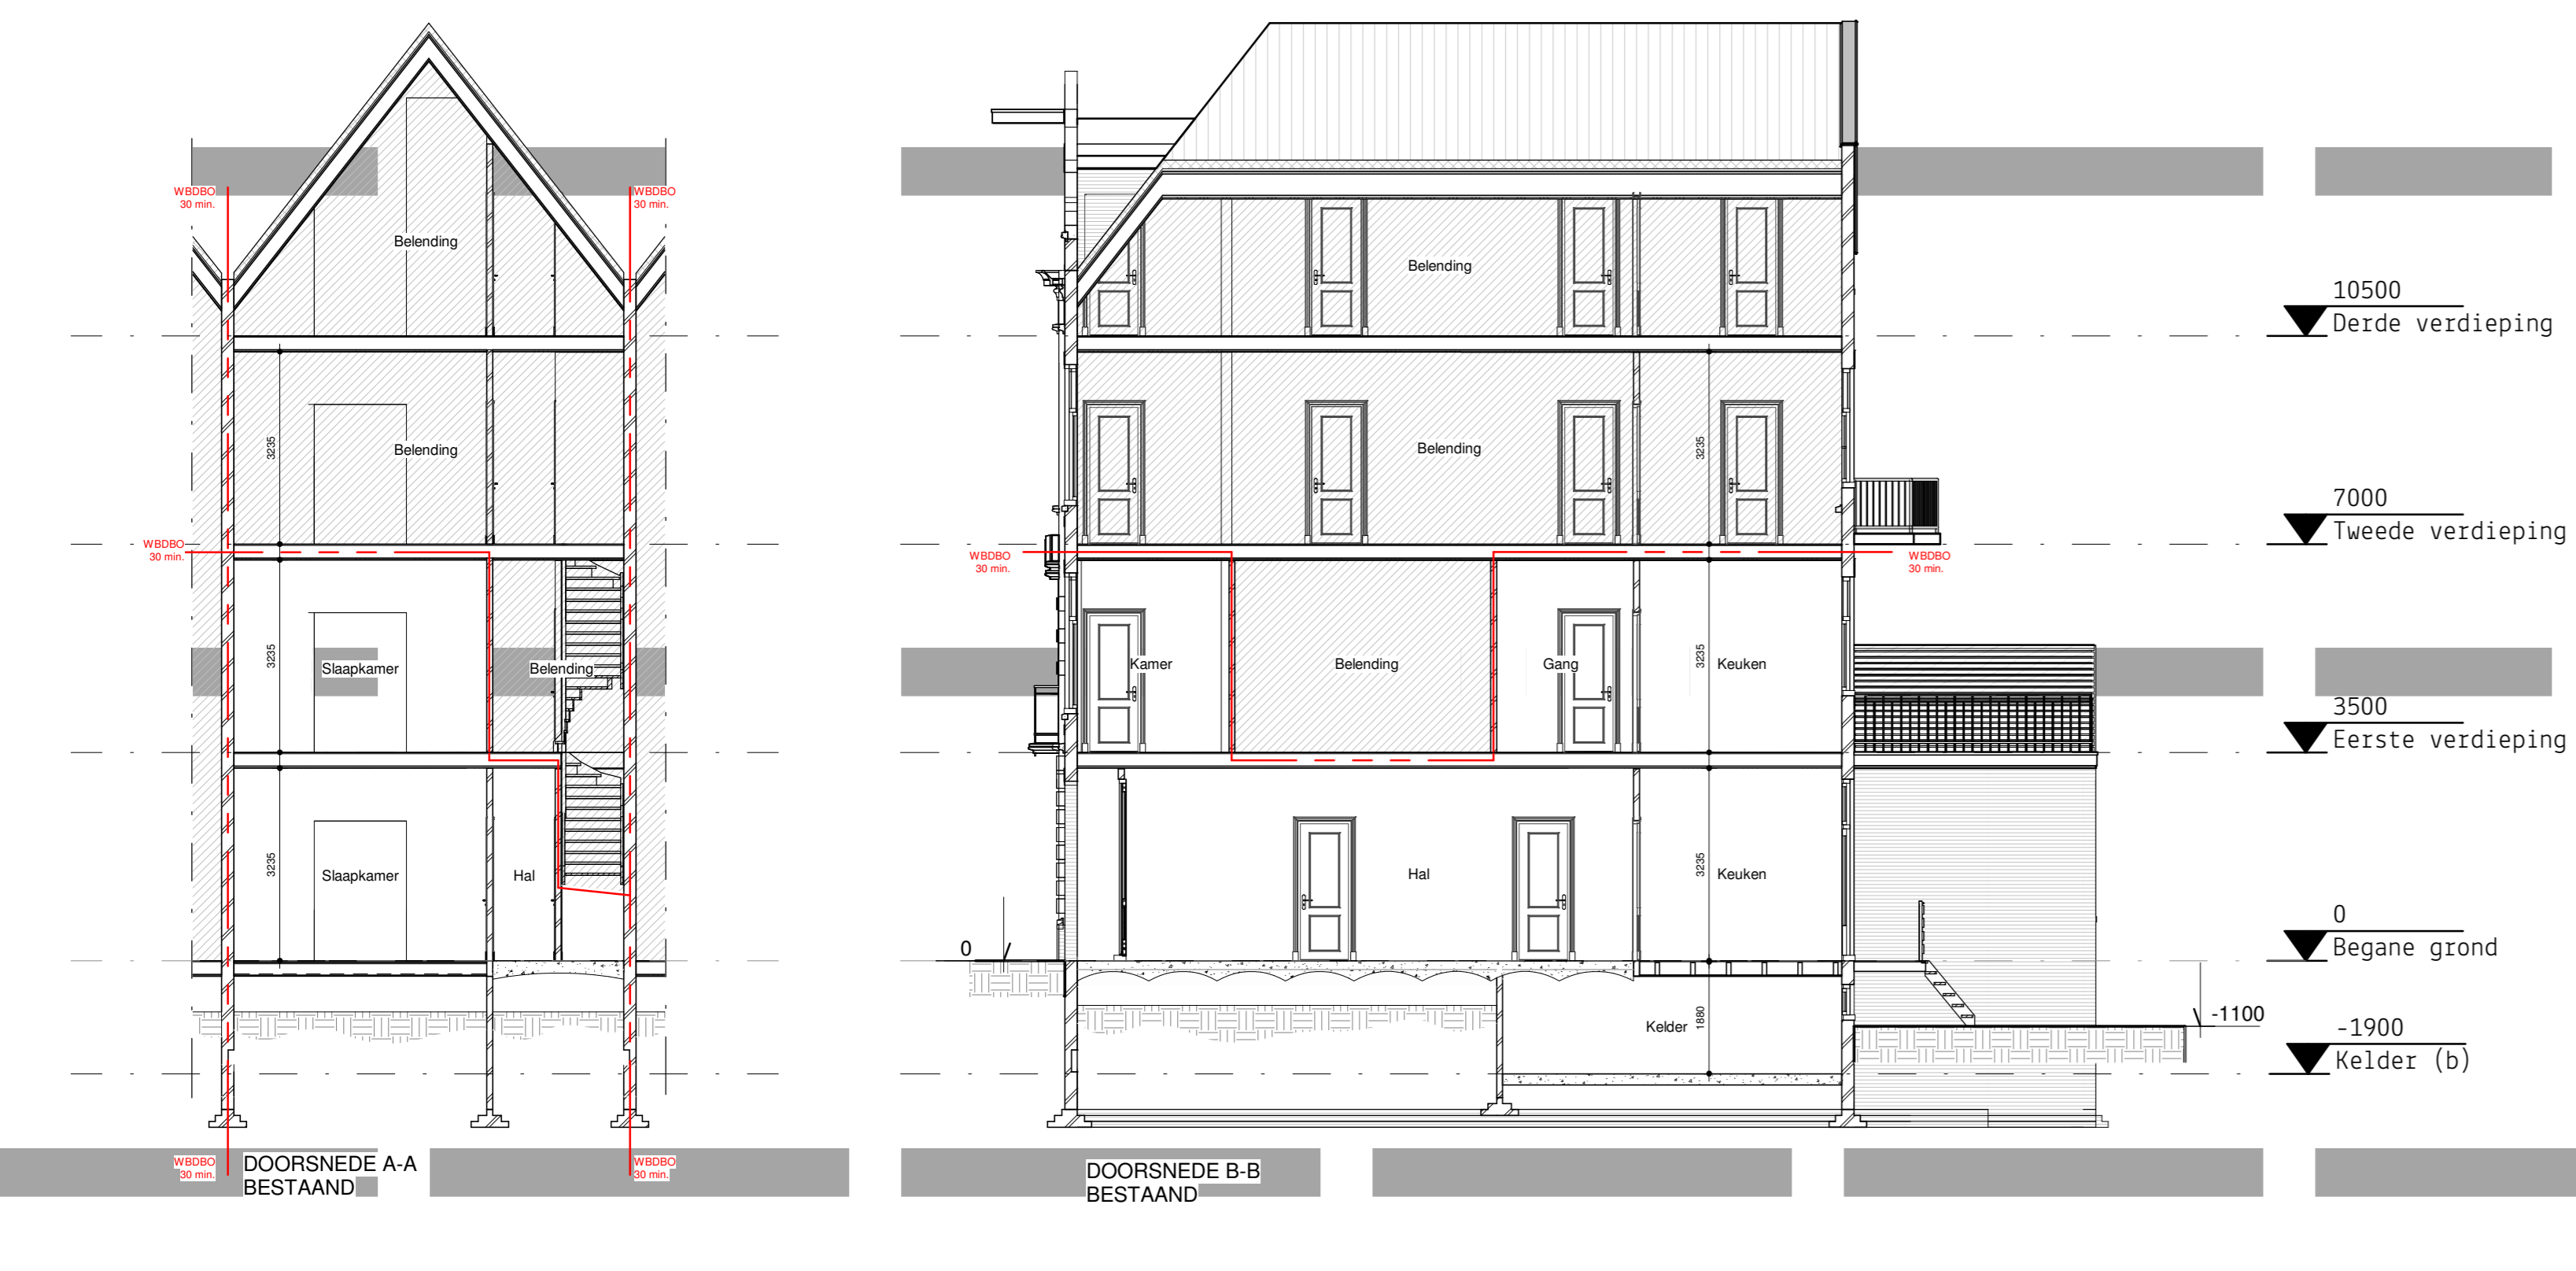 WBDBO
30 min.
WBDBO
30 min.
Belending
Belending
10500
Derde verdieping
3235
Belending
3235
Belending
7000
Tweede verdieping
WBDBO
30 min.
WBDBO
30 min.
WBDBO
30 min.
3235
Slaapkamer
Belending
Kamer
Belending
Gang
3235
Keuken
3500
Eerste verdieping
3235
Slaapkamer
Hal
Hal
3235
Keuken
0
0
Begane grond
Kelder
1880
-1100
-1900
Kelder (b)
WBDBO
30 min.
DOORSNEDE A-A
BESTAAND
WBDBO
30 min.
DOORSNEDE B-B
BESTAAND